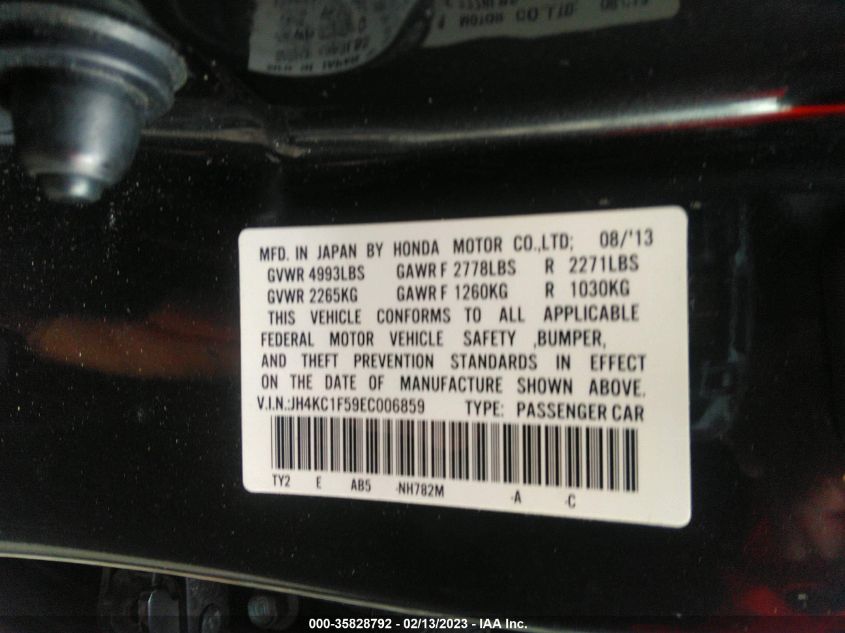 MOTOR CO LTD
MFD. IN JAPAN BY HONDA MOTOR CO.,LTD; 08/'13
GVWR 4993LBS GAWR F 2778LBS R 2271LBS
GVWR 2265KG GAWR F 1260KG R 1030KG
THIS VEHICLE CONFORMS TO ALL APPLICABLE
FEDERAL MOTOR VEHICLE SAFETY ,BUMPER,
AND THEFT PREVENTION STANDARDS IN EFFECT
ON THE DATE OF MANUFACTURE SHOWN ABOVE.
V.I.N.:JH4KC1F59EC006859 TYPE: PASSENGER CAR
TY2 E AB5 -NH782M -A -C
000-35828792 - 02/13/2023 - IAA Inc.